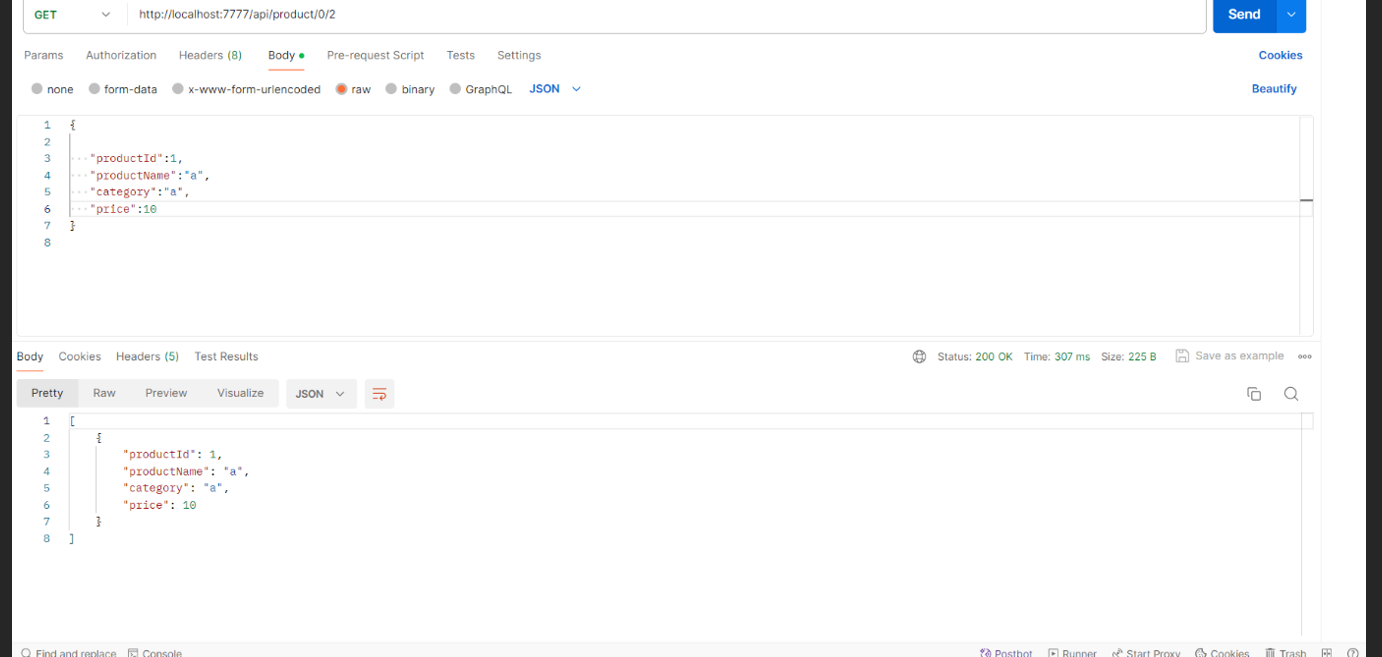 GET http://localhost:7777/api/product/0/2 Send
Params Authorization Headers (8) Body Pre-request Script Tests Settings Cookies
none form-data x-www-form-urlencoded raw binary GraphQL JSON Beautify
1 {
2
3 "productId":1,
4 "productName":"a",
5 "category":"a",
6 "price":10
7 }
8
Body Cookies Headers (5) Test Results Status: 200 OK Time: 307 ms Size: 225 B Save as example
Pretty Raw Preview Visualize JSON
1 [
2 {
3 "productId": 1,
4 "productName": "a",
5 "category": "a",
6 "price": 10
7 }
8 ]
Find and replace Console Postbot Runner Start Proxy Cookies Trash